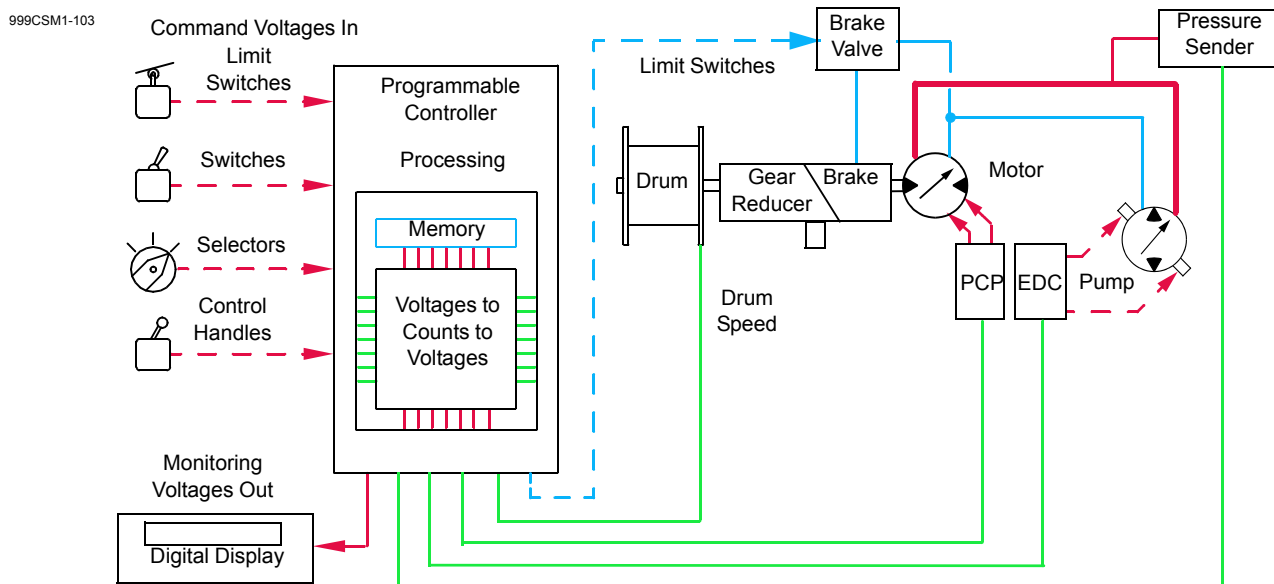 999CSM1-103
Command Voltages In
Limit
Switches
Switches
Selectors
Control
Handles
Programmable
Controller
Processing
Memory
Voltages to
Counts to
Voltages
Monitoring
Voltages Out
Digital Display
Limit Switches
Brake
Valve
Pressure
Sender
Drum
Gear
Reducer
Brake
Motor
Drum
Speed
PCP
EDC
Pump